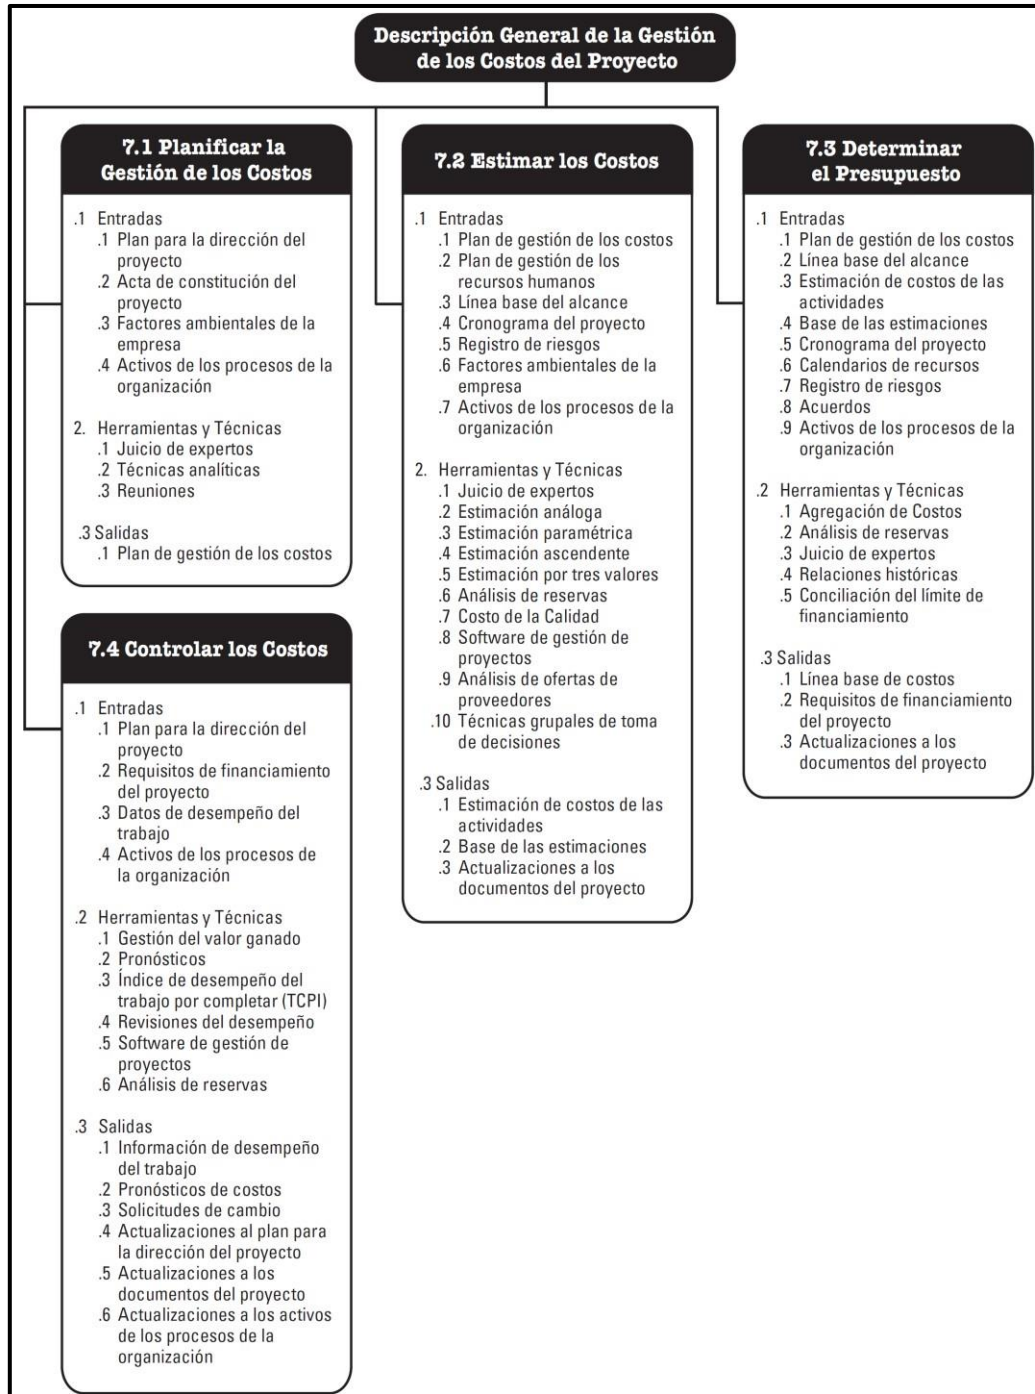 Descripción General de la Gestión
de los Costos del Proyecto
7.1 Planificar la
Gestión de los Costos
.1 Entradas
.1 Plan para la dirección del
proyecto
.2 Acta de constitución del
proyecto
.3 Factores ambientales de la
empresa
.4 Activos de los procesos de la
organización
2. Herramientas y Técnicas
.1 Juicio de expertos
.2 Técnicas analíticas
.3 Reuniones
.3 Salidas
.1 Plan de gestión de los costos
7.2 Estimar los Costos
.1 Entradas
.1 Plan de gestión de los costos
.2 Plan de gestión de los
recursos humanos
.3 Línea base del alcance
.4 Cronograma del proyecto
.5 Registro de riesgos
.6 Factores ambientales de la
empresa
.7 Activos de los procesos de la
organización
2. Herramientas y Técnicas
.1 Juicio de expertos
.2 Estimación análoga
.3 Estimación paramétrica
.4 Estimación ascendente
.5 Estimación por tres valores
.6 Análisis de reservas
.7 Costo de la Calidad
.8 Software de gestión de
proyectos
.9 Análisis de ofertas de
proveedores
.10 Técnicas grupales de toma
de decisiones
.3 Salidas
.1 Estimación de costos de las
actividades
.2 Base de las estimaciones
.3 Actualizaciones a los
documentos del proyecto
7.3 Determinar
el Presupuesto
.1 Entradas
.1 Plan de gestión de los costos
.2 Línea base del alcance
.3 Estimación de costos de las
actividades
.4 Base de las estimaciones
.5 Cronograma del proyecto
.6 Calendarios de recursos
.7 Registro de riesgos
.8 Acuerdos
.9 Activos de los procesos de la
organización
.2 Herramientas y Técnicas
.1 Agregación de Costos
.2 Análisis de reservas
.3 Juicio de expertos
.4 Relaciones históricas
.5 Conciliación del límite de
financiamiento
.3 Salidas
.1 Línea base de costos
.2 Requisitos de financiamiento
del proyecto
.3 Actualizaciones a los
documentos del proyecto
7.4 Controlar los Costos
.1 Entradas
.1 Plan para la dirección del
proyecto
.2 Requisitos de financiamiento
del proyecto
.3 Datos de desempeño del
trabajo
.4 Activos de los procesos de
la organización
.2 Herramientas y Técnicas
.1 Gestión del valor ganado
.2 Pronósticos
.3 Índice de desempeño del
trabajo por completar (TCPI)
.4 Revisiones del desempeño
.5 Software de gestión de
proyectos
.6 Análisis de reservas
.3 Salidas
.1 Información de desempeño
del trabajo
.2 Pronósticos de costos
.3 Solicitudes de cambio
.4 Actualizaciones al plan para
la dirección del proyecto
.5 Actualizaciones a los
documentos del proyecto
.6 Actualizaciones a los activos
de los procesos de la
organización